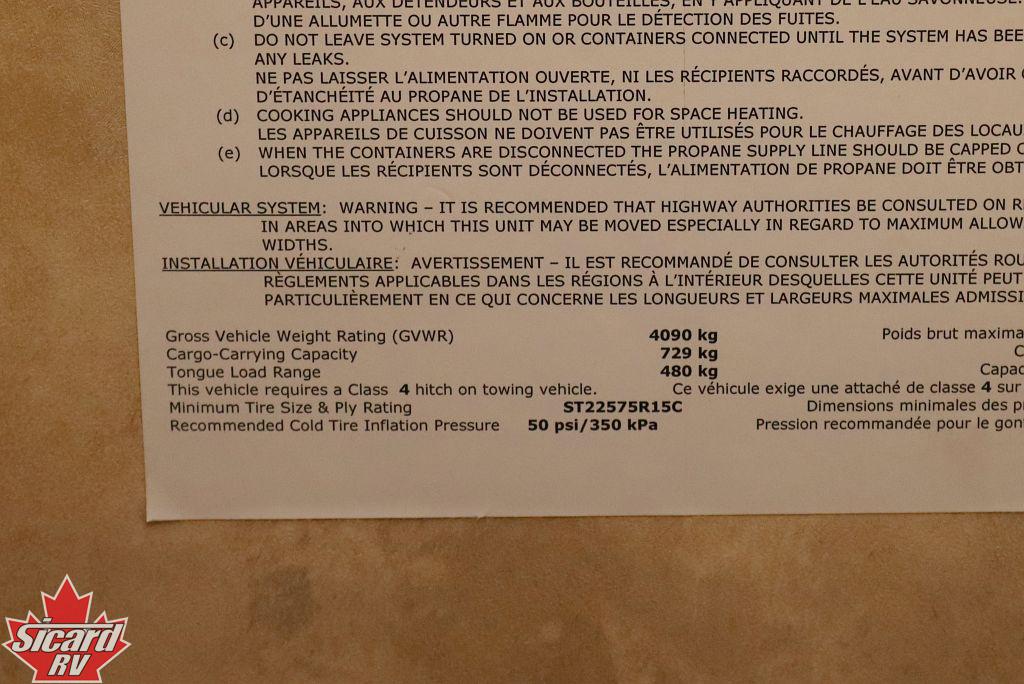 APPAREILS, AUX DÉTENDEURS ET AUX BOUTEILLES, EN Y APPLIQUANT DE L'EAU SAVONNEUSE.
D'UNE ALLUMETTE OU AUTRE FLAMME POUR LE DÉTECTION DES FUITES.
(c) DO NOT LEAVE SYSTEM TURNED ON OR CONTAINERS CONNECTED UNTIL THE SYSTEM HAS BEE
ANY LEAKS.
NE PAS LAISSER L'ALIMENTATION OUVERTE, NI LES RÉCIPIENTS RACCORDÉS, AVANT D'AVOIR
D'ÉTANCHÉITÉ AU PROPANE DE L'INSTALLATION.
(d) COOKING APPLIANCES SHOULD NOT BE USED FOR SPACE HEATING.
LES APPAREILS DE CUISSON NE DOIVENT PAS ÊTRE UTILISÉS POUR LE CHAUFFAGE DES LOCAU
(e) WHEN THE CONTAINERS ARE DISCONNECTED THE PROPANE SUPPLY LINE SHOULD BE CAPPED
LORSQUE LES RÉCIPIENTS SONT DÉCONNECTÉS, L'ALIMENTATION DE PROPANE DOIT ÊTRE OBT
VEHICULAR SYSTEM: WARNING – IT IS RECOMMENDED THAT HIGHWAY AUTHORITIES BE CONSULTED ON R
IN AREAS INTO WHICH THIS UNIT MAY BE MOVED ESPECIALLY IN REGARD TO MAXIMUM ALLOW
WIDTHS.
INSTALLATION VÉHICULAIRE: AVERTISSEMENT – IL EST RECOMMANDÉ DE CONSULTER LES AUTORITÉS ROU
RÈGLEMENTS APPLICABLES DANS LES RÉGIONS À L'INTÉRIEUR DESQUELLES CETTE UNITÉ PEUT
PARTICULIÈREMENT EN CE QUI CONCERNE LES LONGUEURS ET LARGEURS MAXIMALES ADMISSI
Gross Vehicle Weight Rating (GVWR) 4090 kg Poids brut maxima
Cargo-Carrying Capacity 729 kg C
Tongue Load Range 480 kg Capac
This vehicle requires a Class 4 hitch on towing vehicle. Ce véhicule exige une attaché de classe 4 sur
Minimum Tire Size & Ply Rating ST22575R15C Dimensions minimales des p
Recommended Cold Tire Inflation Pressure 50 psi/350 kPa Pression recommandée pour le gon
Sicard
RV